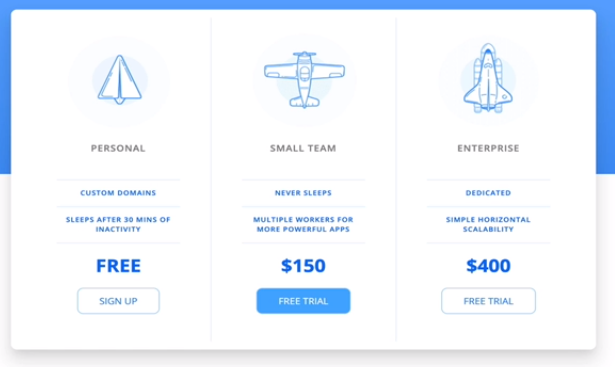 PERSONAL
CUSTOM DOMAINS
SLEEPS AFTER 30 MINS OF
INACTIVITY
FREE
SIGN UP
SMALL TEAM
NEVER SLEEPS
MULTIPLE WORKERS FOR
MORE POWERFUL APPS
$150
FREE TRIAL
ENTERPRISE
DEDICATED
SIMPLE HORIZONTAL
SCALABILITY
$400
FREE TRIAL